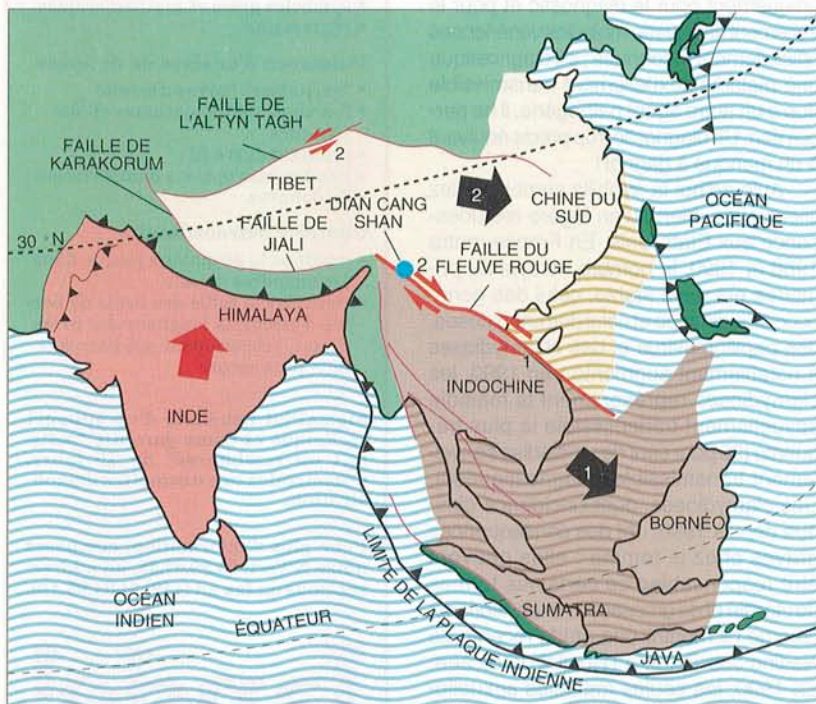 FAILLE DE
L'ALTYN TAGH
2
FAILLE DE
KARAKORUM
TIBET
2
CHINE DU
SUD
OCÉAN
PACIFIQUE
DIAN CANG
SHAN
30 °N
FAILLE DE
JIALI
2
FAILLE DU
FLEUVE ROUGE
HIMALAYA
1
INDOCHINE
INDE
1
BORNÉO
LIMITE DE LA PLAQUE INDIENNE
OCÉAN
INDIEN
ÉQUATEUR
SUMATRA
JAVA